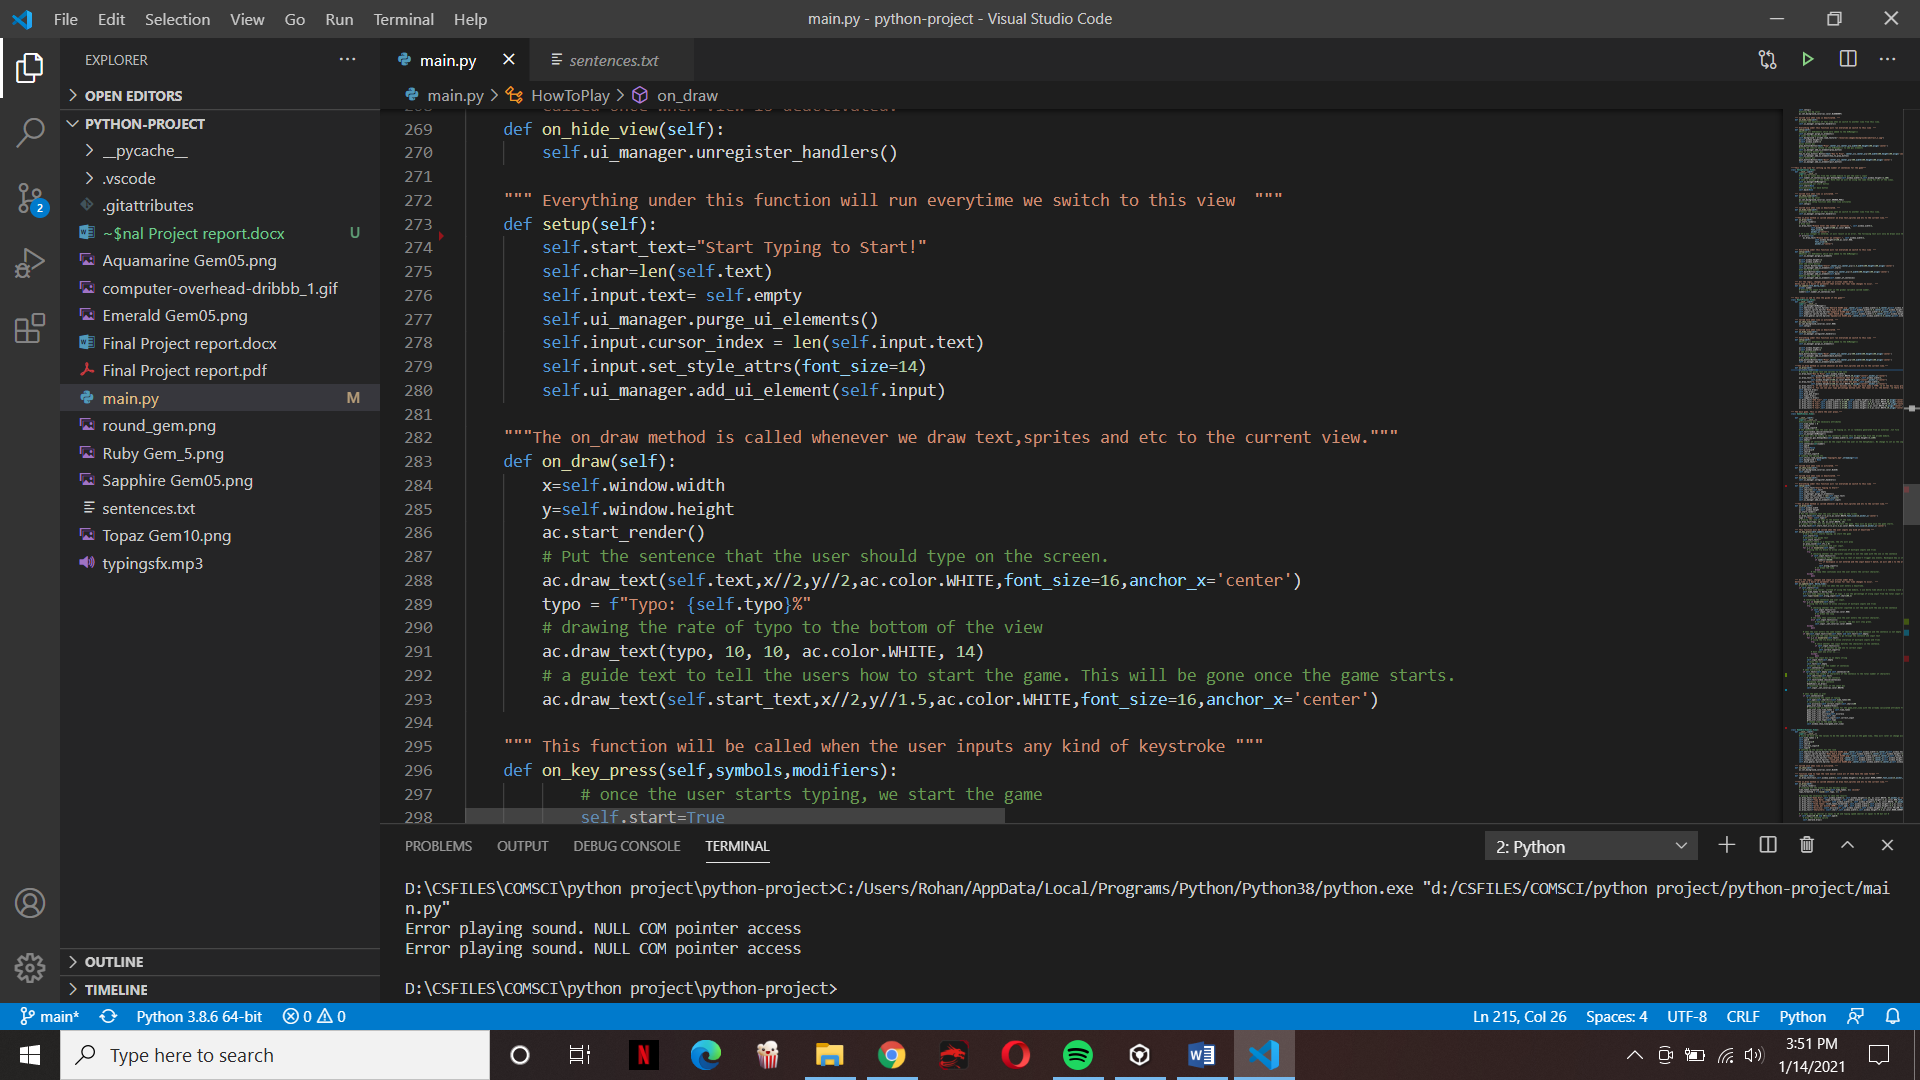 File Edit Selection View Go Run Terminal Help
main.py - python-project - Visual Studio Code
EXPLORER
OPEN EDITORS
PYTHON-PROJECT
__pycache__
.vscode
.gitattributes
~$nal Project report.docx U
Aquamarine Gem05.png
computer-overhead-dribbb_1.gif
Emerald Gem05.png
Final Project report.docx
Final Project report.pdf
main.py M
round_gem.png
Ruby Gem_5.png
Sapphire Gem05.png
sentences.txt
Topaz Gem10.png
typingsfx.mp3
OUTLINE
TIMELINE
2
main.py
sentences.txt
main.py > HowToPlay > on_draw
269 def on_hide_view(self):
270 self.ui_manager.unregister_handlers()
271
272 """ Everything under this function will run everytime we switch to this view  """
273 def setup(self):
274 self.start_text="Start Typing to Start!"
275 self.char=len(self.text)
276 self.input.text= self.empty
277 self.ui_manager.purge_ui_elements()
278 self.input.cursor_index = len(self.input.text)
279 self.input.set_style_attrs(font_size=14)
280 self.ui_manager.add_ui_element(self.input)
281
282 """The on_draw method is called whenever we draw text,sprites and etc to the current view."""
283 def on_draw(self):
284 x=self.window.width
285 y=self.window.height
286 ac.start_render()
287 # Put the sentence that the user should type on the screen.
288 ac.draw_text(self.text,x//2,y//2,ac.color.WHITE,font_size=16,anchor_x='center')
289 typo = f"Typo: {self.typo}%"
290 # drawing the rate of typo to the bottom of the view
291 ac.draw_text(typo, 10, 10, ac.color.WHITE, 14)
292 # a guide text to tell the users how to start the game. This will be gone once the game starts.
293 ac.draw_text(self.start_text,x//2,y//1.5,ac.color.WHITE,font_size=16,anchor_x='center')
294
295 """ This function will be called when the user inputs any kind of keystroke """
296 def on_key_press(self,symbols,modifiers):
297 # once the user starts typing, we start the game
298 self.start=True
PROBLEMS OUTPUT DEBUG CONSOLE TERMINAL
2: Python
D:\CSFILES\COMSCI\python project\python-project>C:/Users/Rohan/AppData/Local/Programs/Python/Python38/python.exe "d:/CSFILES/COMSCI/python project/python-project/mai
n.py"
Error playing sound. NULL COM pointer access
Error playing sound. NULL COM pointer access
D:\CSFILES\COMSCI\python project\python-project>
main* Python 3.8.6 64-bit 0 0
Ln 215, Col 26 Spaces: 4 UTF-8 CRLF Python
Type here to search
3:51 PM
1/14/2021